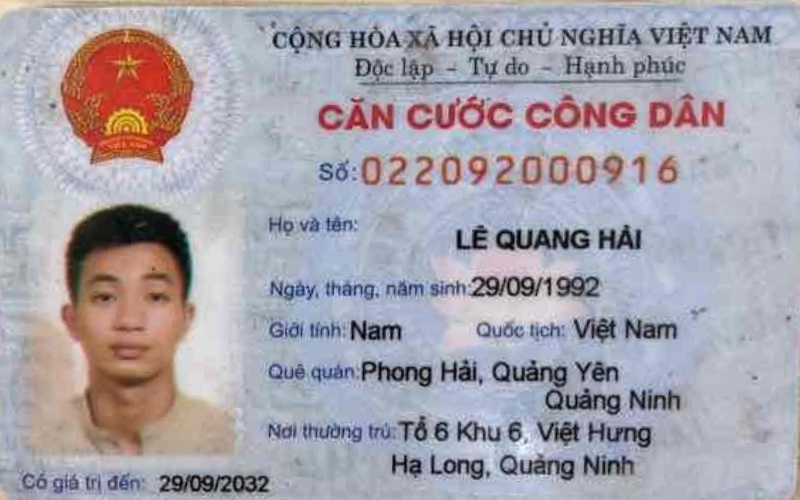 CỘNG HÒA XÃ HỘI CHỦ NGHĨA VIỆT NAM
Độc lập - Tự do - Hạnh phúc
CĂN CƯỚC CÔNG DÂN
Số: 022092000916
Họ và tên:
LÊ QUANG HẢI
Ngày, tháng, năm sinh: 29/09/1992
Giới tính: Nam Quốc tịch: Việt Nam
Quê quán: Phong Hải, Quảng Yên
Quảng Ninh
Nơi thường trú: Tổ 6 Khu 6, Việt Hưng
Hạ Long, Quảng Ninh
Có giá trị đến: 29/09/2032